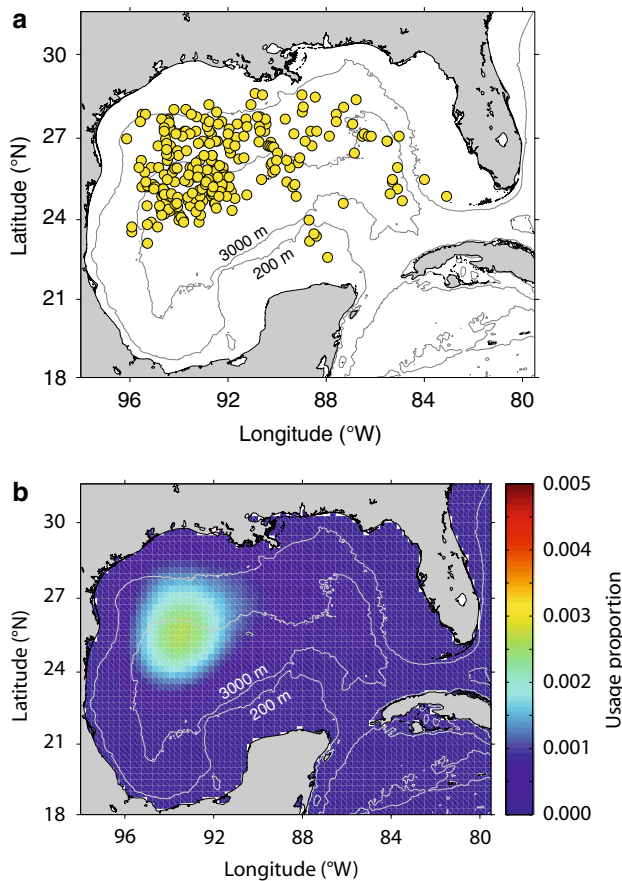 a
30
27
24
21
18
Latitude (°N)
3000 m
200 m
96
92
88
84
80
Longitude (°W)
b
30
27
24
21
18
Latitude (°N)
3000 m
200 m
96
92
88
84
80
Longitude (°W)
0.005
0.004
0.003
0.002
0.001
0.000
Usage proportion